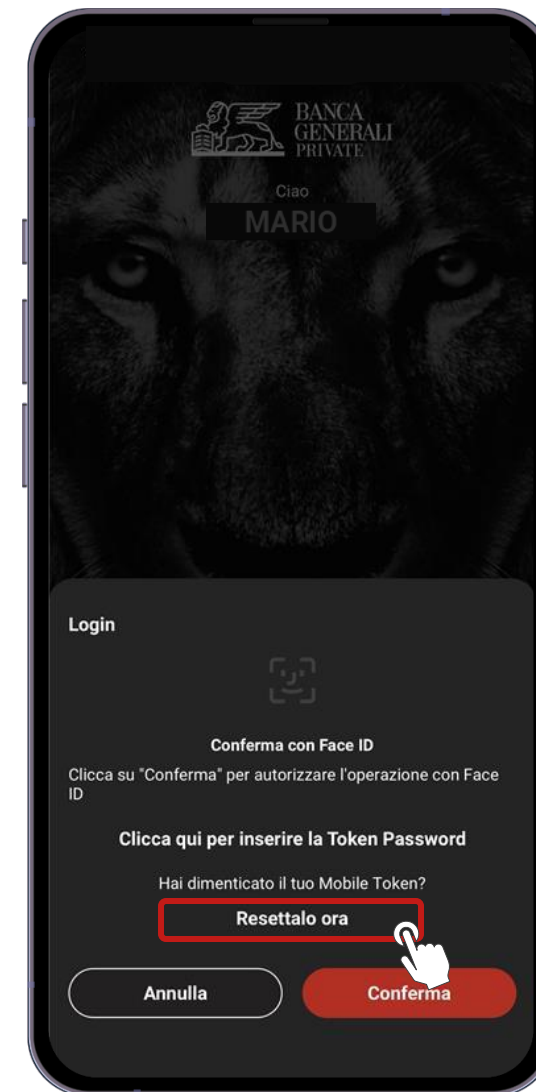 BANCA
GENERALI
PRIVATE
Ciao
MARIO
Login
Conferma con Face ID
Clicca su "Conferma" per autorizzare l'operazione con Face
ID
Clicca qui per inserire la Token Password
Hai dimenticato il tuo Mobile Token?
Resettalo ora
Annulla
Conferma